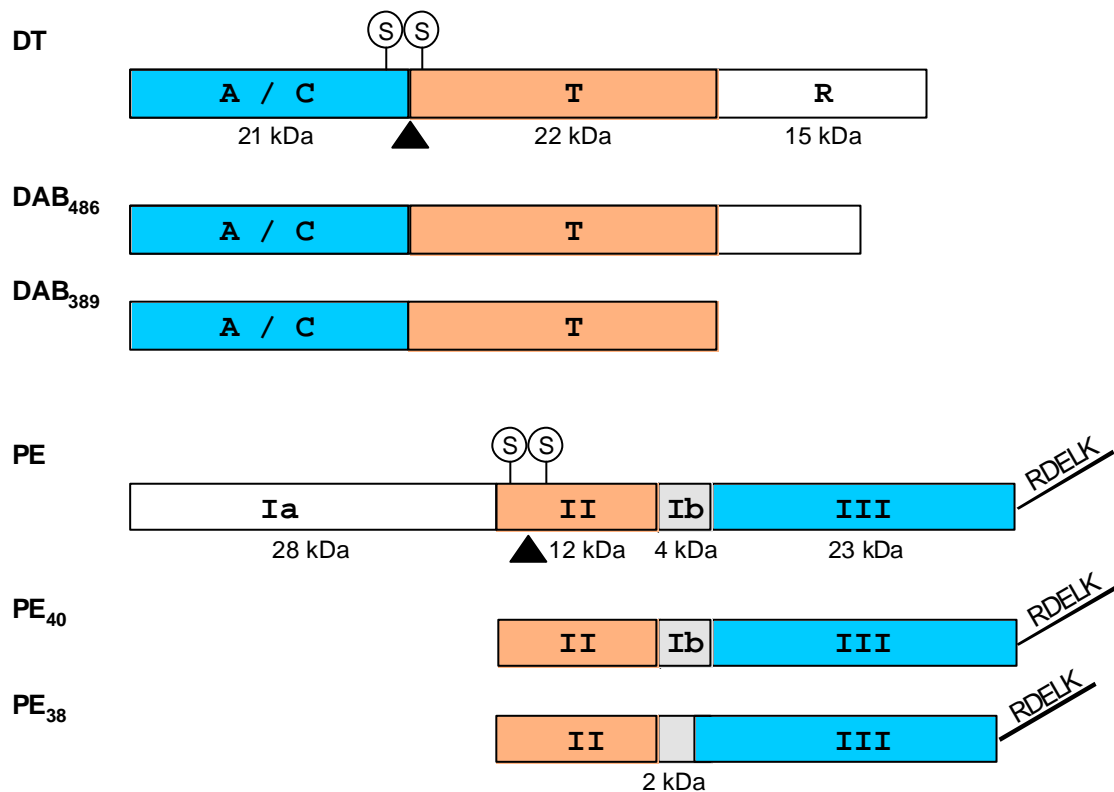 DT
S S
A / C T R
21 kDa 22 kDa 15 kDa
DAB486
A / C T
DAB389
A / C T
PE
S S
RDELK
Ia II Ib III
28 kDa 12 kDa 4 kDa 23 kDa
PE40
RDELK
II Ib III
PE38
RDELK
II III
2 kDa